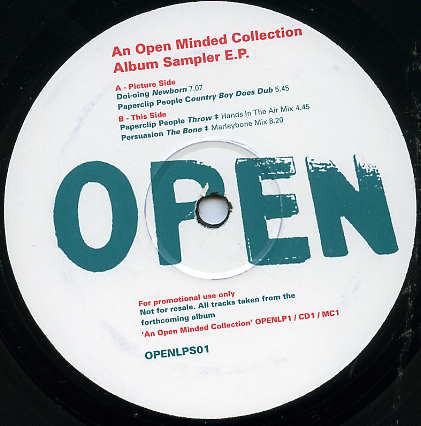 An Open Minded Collection
Album Sampler E.P.
A - Picture Side
Doi-oing Newborn 7.07
Paperclip People Country Boy Does Dub 5.45
B - This Side
Paperclip People Throw ‡ Hands In The Air Mix 4.45
Persuasion The Bone ‡ Marleybone Mix 8.20
OPEN
For promotional use only
Not for resale. All tracks taken from the
forthcoming album
'An Open Minded Collection' OPENLP1 / CD1 / MC1
OPENLPS01